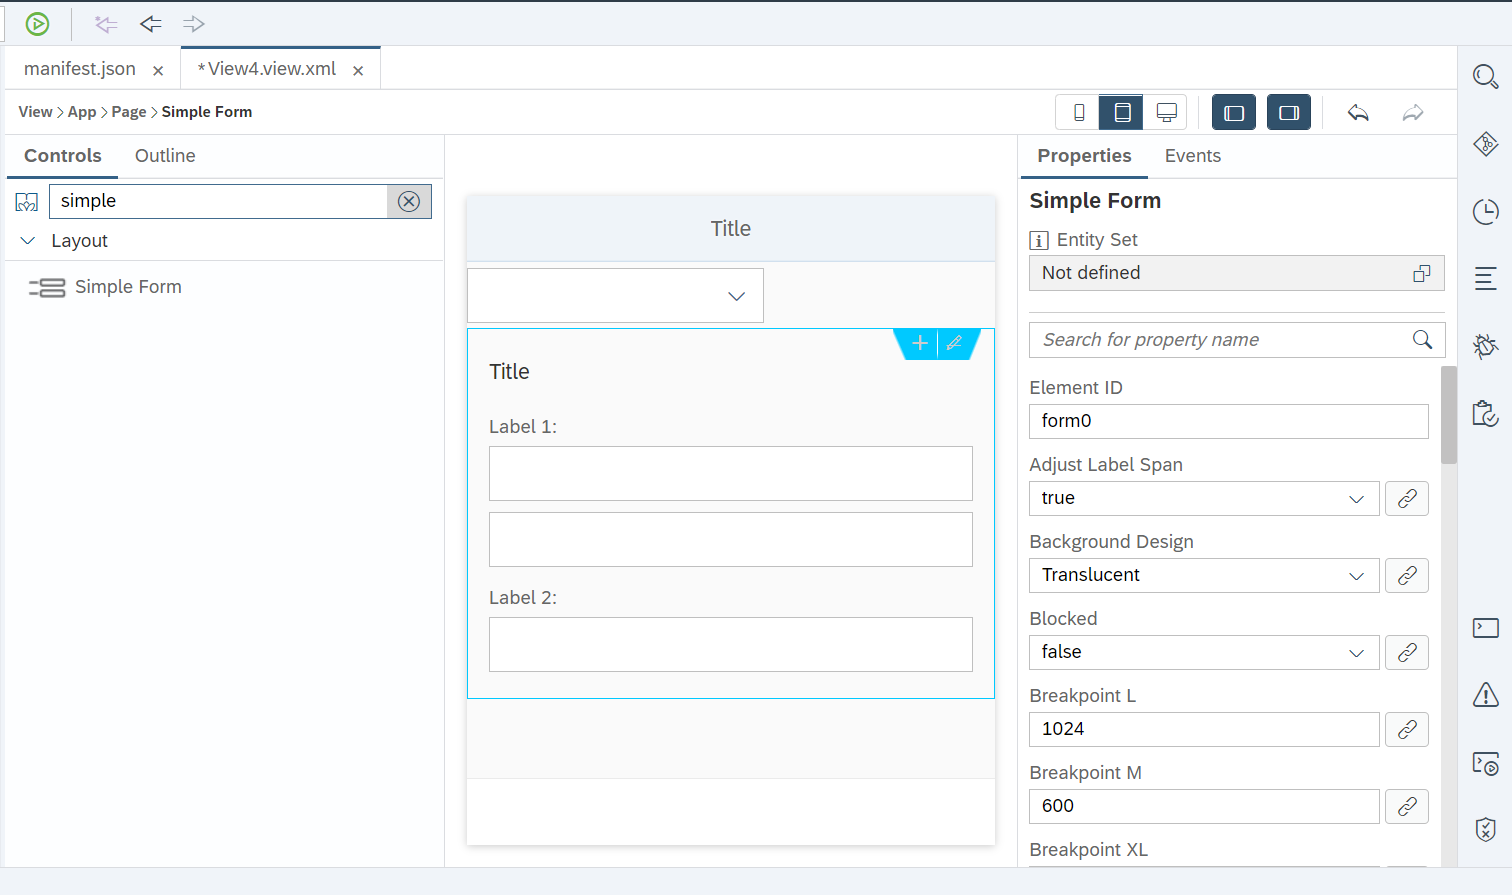 manifest.json
*View4.view.xml
View > App > Page > Simple Form
Controls
Outline
simple
Layout
Simple Form
Title
Title
Label 1:
Label 2:
Properties
Events
Simple Form
Entity Set
Not defined
Search for property name
Element ID
form0
Adjust Label Span
true
Background Design
Translucent
Blocked
false
Breakpoint L
1024
Breakpoint M
600
Breakpoint XL